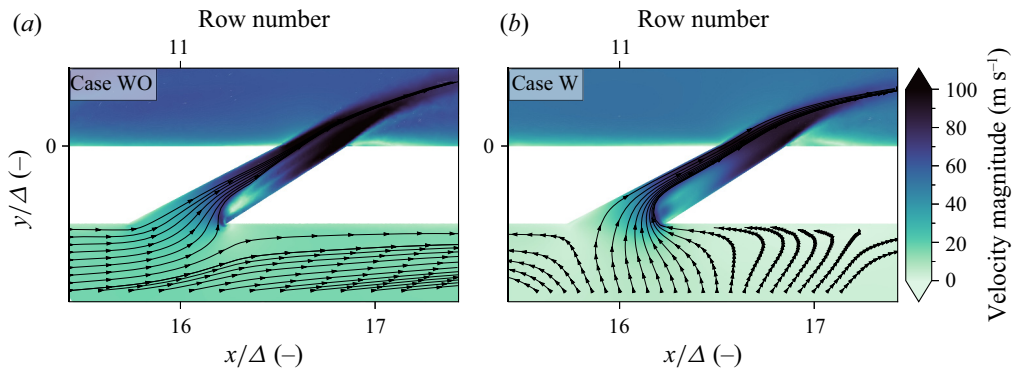 (a) Row number
11
Case WO
0
y/Δ (–)
16 17
x/Δ (–)
(b) Row number
11
Case W
0
16 17
x/Δ (–)
100
80
60
40
20
0
Velocity magnitude (m s⁻¹)